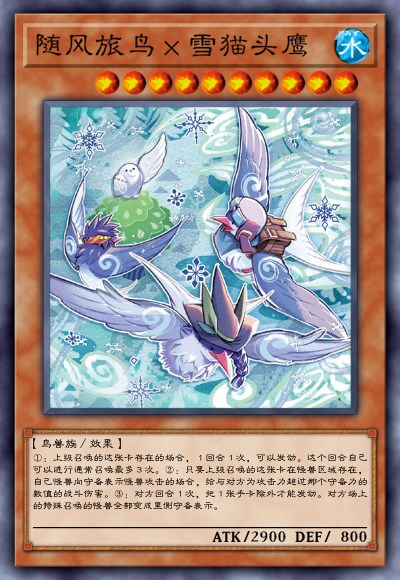 随风旅鸟×雪猫头鹰
水
【鸟兽族／效果】
①：上级召唤的这张卡存在的场合，1回合1次，可以发动。这个回合自己
可以进行通常召唤最多3次。②：只要上级召唤的这张卡在怪兽区域存在，
自己怪兽向守备表示怪兽攻击的场合，给与对方为攻击力超过那个守备力的
数值的战斗伤害。③：对方回合1次，把1张手卡除外才能发动。对方场上
的特殊召唤的怪兽全部变成里侧守备表示。
ATK/2900 DEF/ 800